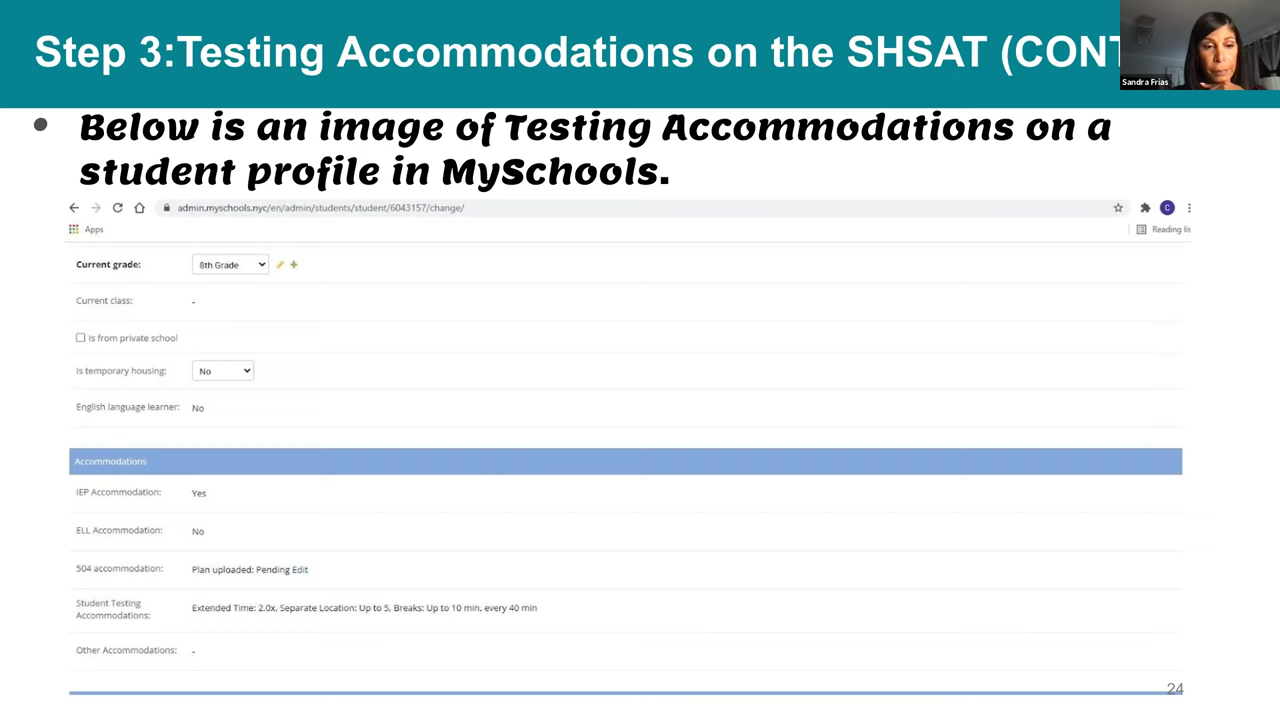 Step 3:Testing Accommodations on the SHSAT (CONT
Sandra Frias
Below is an image of Testing Accommodations on a
student profile in MySchools.
admin.myschools.nyc/en/admin/students/student/6043157/change/
C
Apps
Reading lis
Current grade: 8th Grade
Current class: -
Is from private school
Is temporary housing: No
English language learner: No
Accommodations
IEP Accommodation: Yes
ELL Accommodation: No
504 accommodation: Plan uploaded: Pending Edit
Student Testing
Accommodations: Extended Time: 2.0x, Separate Location: Up to 5, Breaks: Up to 10 min, every 40 min
Other Accommodations: -
24